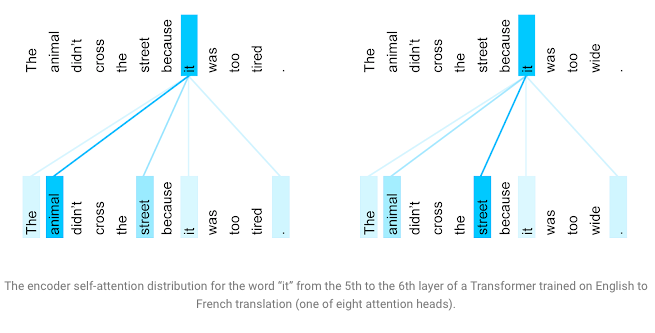 The animal didn't cross the street because it was too tired .
The animal didn't cross the street because it was too wide .
The animal didn't cross the street because it was too tired .
The animal didn't cross the street because it was too wide .
The encoder self-attention distribution for the word “it” from the 5th to the 6th layer of a Transformer trained on English to
French translation (one of eight attention heads).